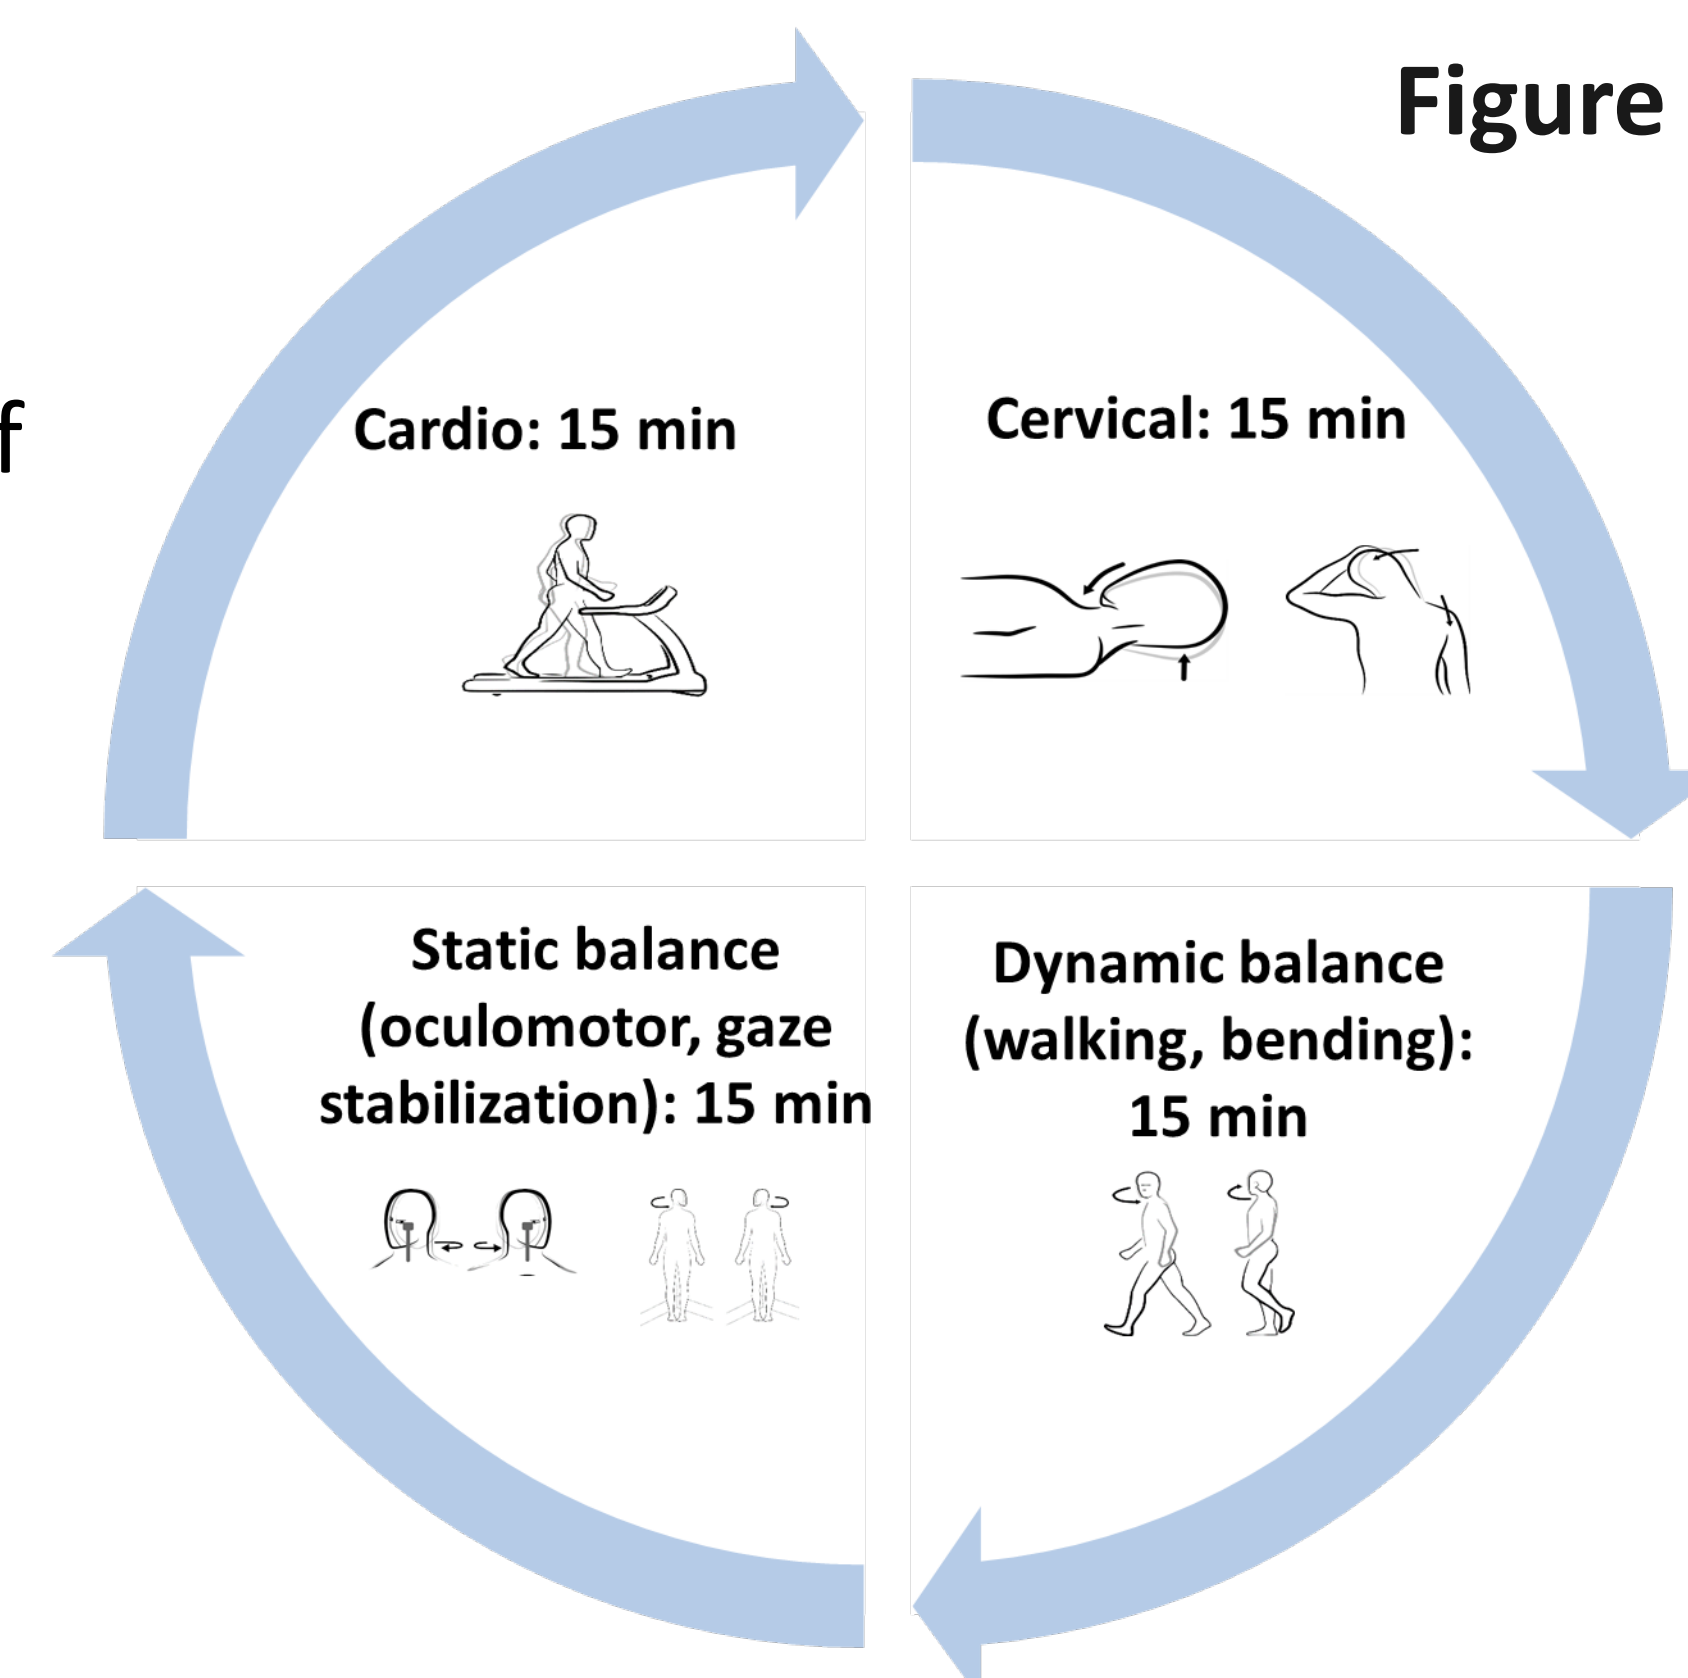 Figure
f
Cardio: 15 min
Cervical: 15 min
Static balance
(oculomotor, gaze
stabilization): 15 min
Dynamic balance
(walking, bending):
15 min